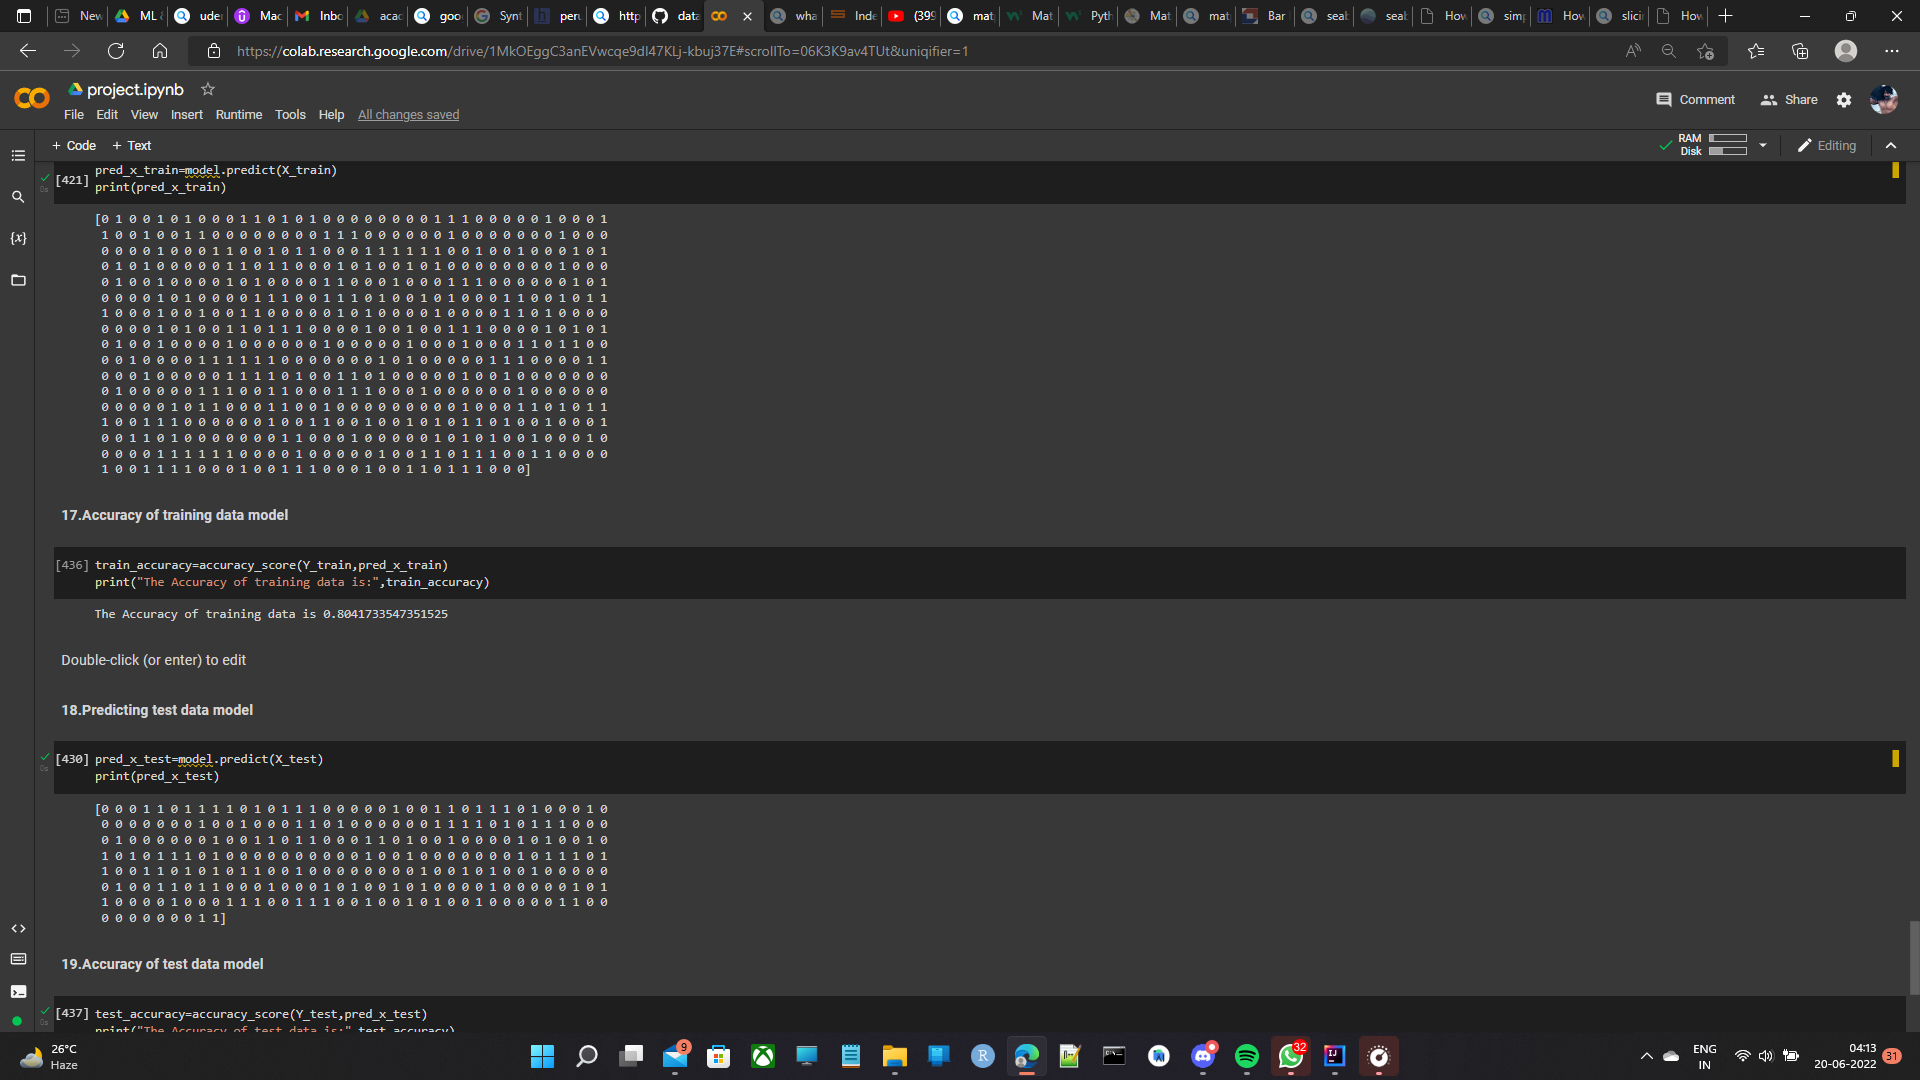 New
ML &
uder
Mac
Inbo
acac
goo
Synt
peru
http
data
wha
Inde
(399
mat
Mat
Pyth
Mat
mat
Bar
seab
seab
How
simp
How
slici
How
https://colab.research.google.com/drive/1MkOEggC3anEVwcqe9dI47KLj-kbuj37E#scrollTo=06K3K9av4TUt&uniqifier=1
project.ipynb
Comment
Share
File Edit View Insert Runtime Tools Help All changes saved
+ Code + Text
RAM
Disk
Editing
pred_x_train=model.predict(X_train)
[421]
print(pred_x_train)
[0 1 0 0 1 0 1 0 0 0 1 1 0 1 0 1 0 0 0 0 0 0 0 0 1 1 1 0 0 0 0 0 1 0 0 0 1
1 0 0 1 0 0 1 1 0 0 0 0 0 0 0 0 1 1 1 0 0 0 0 0 0 1 0 0 0 0 0 0 0 1 0 0 0
0 0 0 0 1 0 0 0 1 1 0 0 1 0 1 1 0 0 0 1 1 1 1 1 1 0 0 1 0 0 1 0 0 0 1 0 1
0 1 0 1 0 0 0 0 0 1 1 0 1 1 0 0 0 1 0 1 0 0 1 0 1 0 0 0 0 0 0 0 0 1 0 0 0
0 1 0 0 1 0 0 0 0 1 0 1 0 0 0 0 1 1 0 0 0 1 0 0 0 1 1 1 0 0 0 0 0 0 1 0 1
0 0 0 0 1 0 1 0 0 0 0 1 1 1 0 0 1 1 1 0 1 0 0 1 0 1 0 0 0 1 1 0 0 1 0 1 1
1 0 0 0 1 0 0 1 0 0 1 1 0 0 0 0 0 1 0 1 0 0 0 0 1 0 0 0 0 1 1 0 1 0 0 0 0
0 0 0 0 1 0 1 0 0 1 1 0 1 1 1 0 0 0 0 1 0 0 1 0 0 1 1 1 0 0 0 0 1 0 1 0 1
0 1 0 0 1 0 0 0 0 1 0 0 0 0 0 0 1 0 0 0 0 0 1 0 0 0 1 0 0 0 1 1 0 1 1 0 0
0 0 1 0 0 0 0 1 1 1 1 1 1 0 0 0 0 0 0 0 1 0 1 0 0 0 0 0 1 1 1 0 0 0 0 1 1
0 0 0 1 0 0 0 0 0 1 1 1 1 0 1 0 0 1 1 0 1 0 0 0 0 0 1 0 0 1 0 0 0 0 0 0 0
0 1 0 0 0 0 0 1 1 1 0 0 1 1 0 0 0 1 1 1 0 0 0 1 0 0 0 0 0 0 1 0 0 0 0 0 0
0 0 0 0 0 1 0 1 1 0 0 0 1 1 0 0 1 0 0 0 0 0 0 0 0 0 1 0 0 0 1 1 0 1 0 1 1
1 0 0 1 1 1 0 0 0 0 0 0 1 0 0 1 1 0 0 1 0 0 1 0 1 0 1 1 0 1 0 0 1 0 0 0 1
0 0 1 1 0 1 0 0 0 0 0 0 0 1 1 0 0 0 1 0 0 0 0 0 1 0 1 0 1 0 0 1 0 0 0 1 0
0 0 0 0 1 1 1 1 1 1 0 0 0 0 1 0 0 0 0 0 1 0 0 1 1 0 1 1 1 0 0 1 1 0 0 0 0
1 0 0 1 1 1 1 0 0 0 1 0 0 1 1 1 0 0 0 1 0 0 1 1 0 1 1 1 0 0 0]
17.Accuracy of training data model
[436] train_accuracy=accuracy_score(Y_train,pred_x_train)
print("The Accuracy of training data is:",train_accuracy)
The Accuracy of training data is 0.8041733547351525
Double-click (or enter) to edit
18.Predicting test data model
[430] pred_x_test=model.predict(X_test)
print(pred_x_test)
[0 0 0 1 1 0 1 1 1 1 0 1 0 1 1 1 0 0 0 0 0 1 0 0 1 1 0 1 1 1 0 1 0 0 0 1 0
0 0 0 0 0 0 0 1 0 0 1 0 0 0 1 1 0 1 0 0 0 0 0 0 1 1 1 1 0 1 0 1 1 1 0 0 0
0 1 0 0 0 0 0 0 1 0 0 1 1 0 1 1 0 0 0 1 1 0 1 0 0 1 0 0 0 0 1 0 1 0 0 1 0
1 0 1 0 1 1 1 0 1 0 0 0 0 0 0 0 0 0 0 1 0 0 1 0 0 0 0 0 0 0 1 0 1 1 1 0 1
1 0 0 1 1 0 1 0 1 0 1 1 0 0 1 0 0 0 0 0 0 0 1 0 0 1 0 1 0 0 1 0 0 0 0 0 0
0 1 0 0 1 1 0 1 1 0 0 0 1 0 0 0 1 0 1 0 0 1 0 1 0 0 0 0 1 0 0 0 0 0 1 0 1
1 0 0 0 0 1 0 0 0 1 1 1 0 0 1 1 1 0 0 1 0 0 1 0 1 0 0 1 0 0 0 0 0 1 1 0 0
0 0 0 0 0 0 0 1 1]
19.Accuracy of test data model
[437] test_accuracy=accuracy_score(Y_test,pred_x_test)
print("The Accuracy of test data is:",test_accuracy)
26°C
Haze
9
32
ENG
IN
04:13
20-06-2022
31